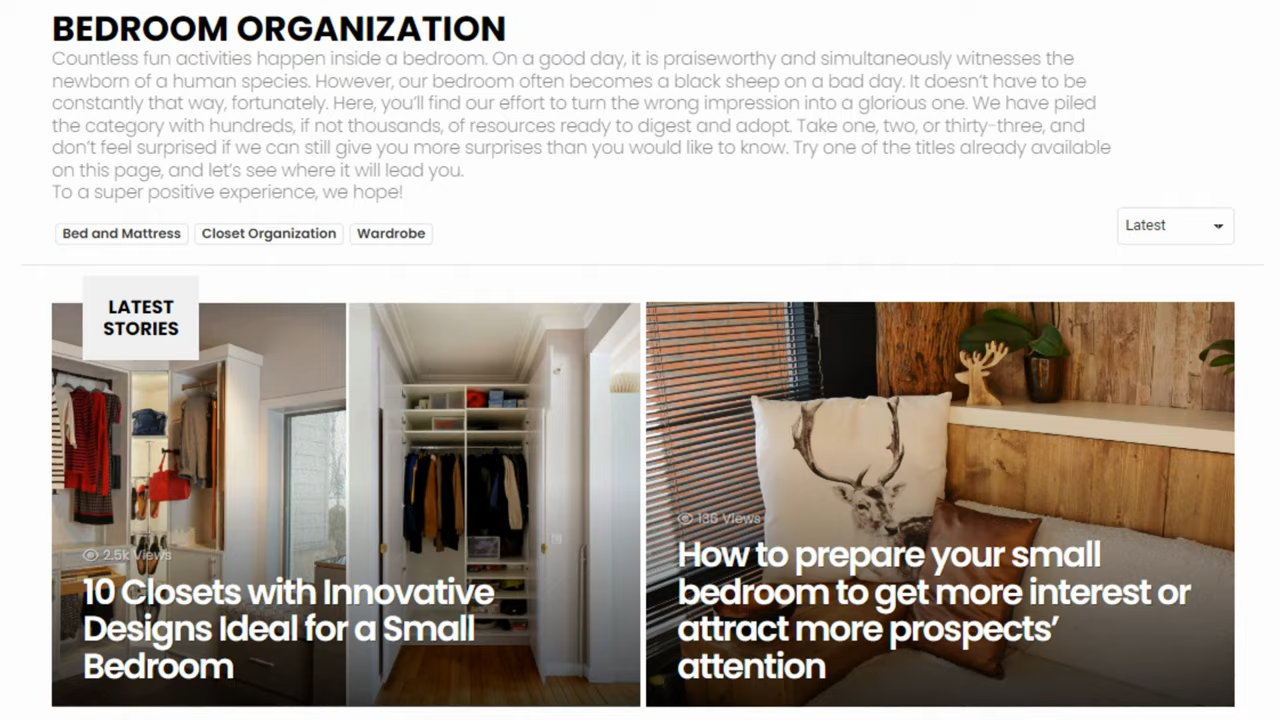 BEDROOM ORGANIZATION
Countless fun activities happen inside a bedroom. On a good day, it is praiseworthy and simultaneously witnesses the
newborn of a human species. However, our bedroom often becomes a black sheep on a bad day. It doesn't have to be
constantly that way, fortunately. Here, you'll find our effort to turn the wrong impression into a glorious one. We have piled
the category with hundreds, if not thousands, of resources ready to digest and adopt. Take one, two, or thirty-three, and
don't feel surprised if we can still give you more surprises than you would like to know. Try one of the titles already available
on this page, and let's see where it will lead you.
To a super positive experience, we hope!
Bed and Mattress
Closet Organization
Wardrobe
Latest
LATEST
STORIES
2.5k Views
10 Closets with Innovative
Designs Ideal for a Small
Bedroom
135 Views
How to prepare your small
bedroom to get more interest or
attract more prospects'
attention